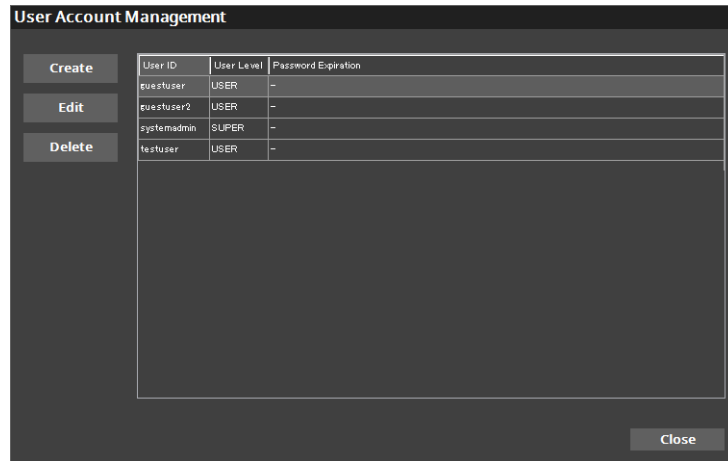 User Account Management
Create
Edit
Delete
User ID User Level Password Expiration
guestuser USER -
guestuser2 USER -
systemadmin SUPER -
testuser USER -
Close